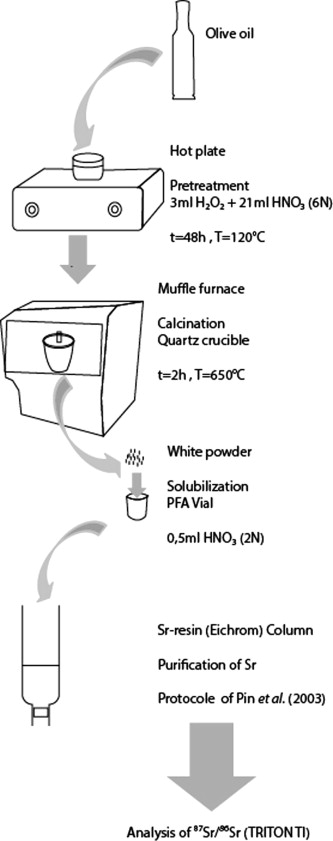 Olive oil
Hot plate
Pretreatment
3ml H₂O₂ + 21ml HNO₃ (6N)
t=48h , T=120°C
Muffle furnace
Calcination
Quartz crucible
t=2h , T=650°C
White powder
Solubilization
PFA Vial
0,5ml HNO₃ (2N)
Sr-resin (Eichrom) Column
Purification of Sr
Protocole of Pin et al. (2003)
Analysis of ⁸⁷Sr/⁸⁶Sr (TRITON TI)